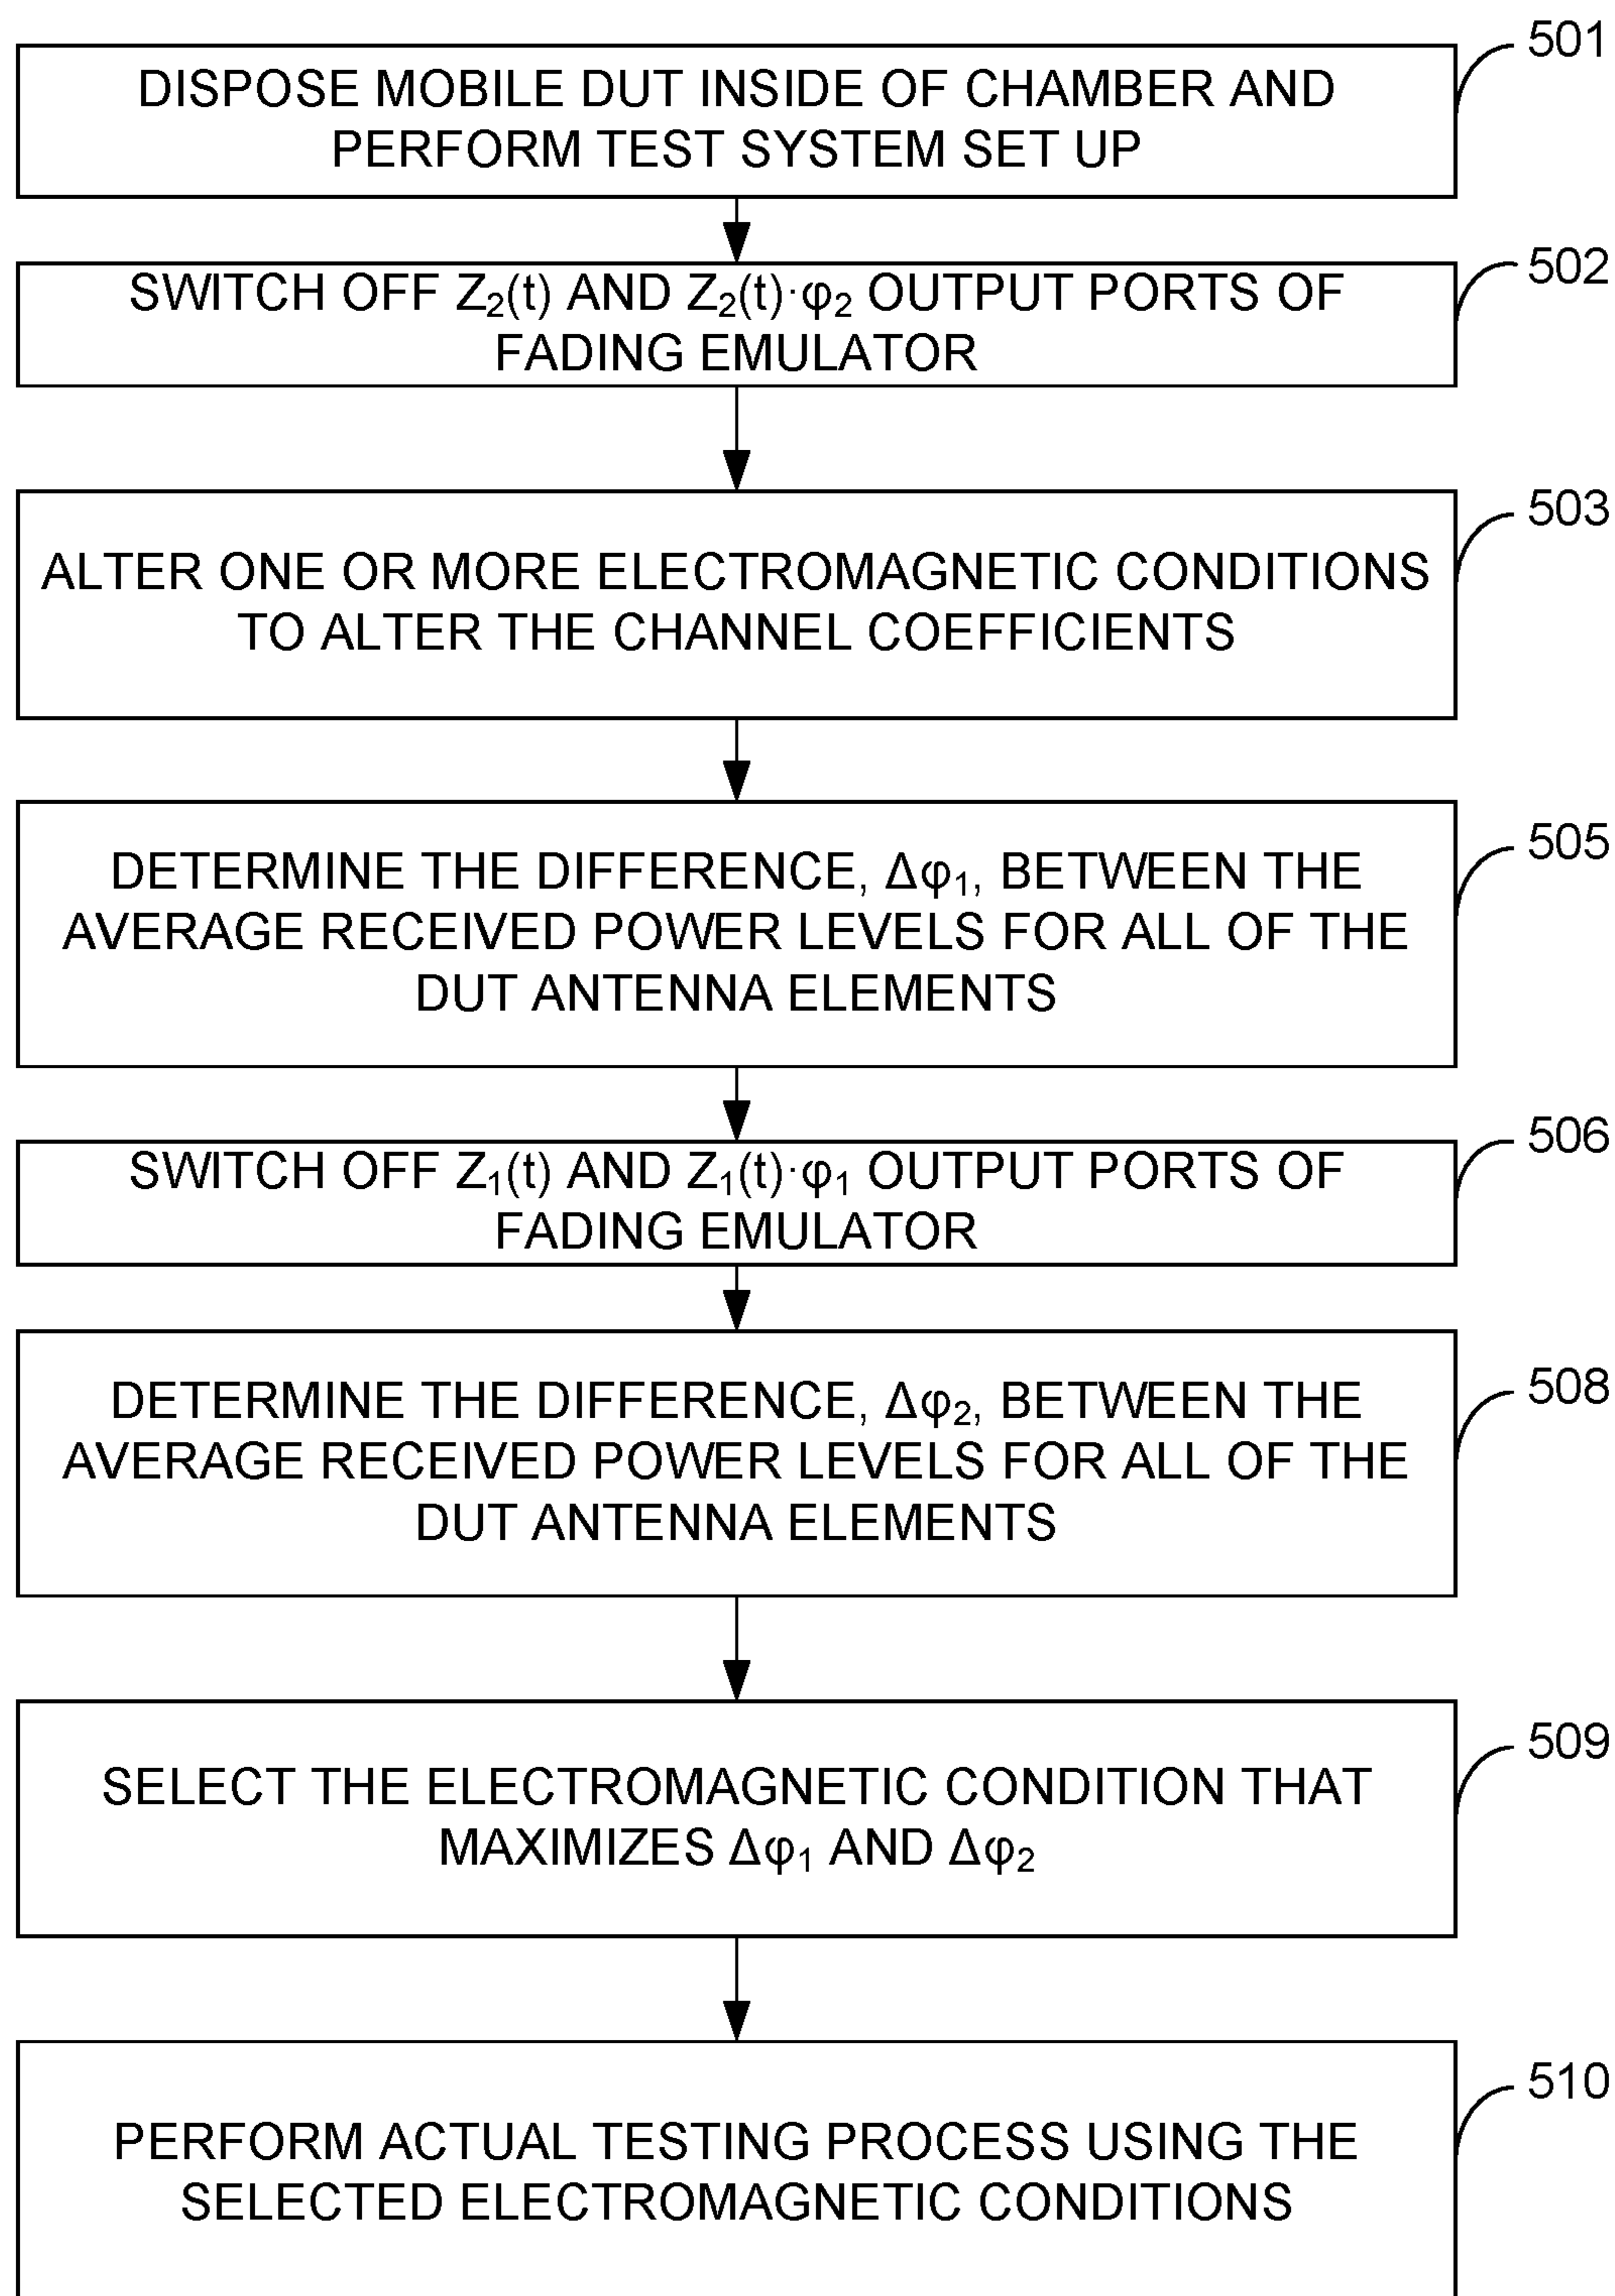 501
DISPOSE MOBILE DUT INSIDE OF CHAMBER AND
PERFORM TEST SYSTEM SET UP
502
SWITCH OFF Z₂(t) AND Z₂(t)·φ₂ OUTPUT PORTS OF
FADING EMULATOR
503
ALTER ONE OR MORE ELECTROMAGNETIC CONDITIONS
TO ALTER THE CHANNEL COEFFICIENTS
505
DETERMINE THE DIFFERENCE, Δφ₁, BETWEEN THE
AVERAGE RECEIVED POWER LEVELS FOR ALL OF THE
DUT ANTENNA ELEMENTS
506
SWITCH OFF Z₁(t) AND Z₁(t)·φ₁ OUTPUT PORTS OF
FADING EMULATOR
508
DETERMINE THE DIFFERENCE, Δφ₂, BETWEEN THE
AVERAGE RECEIVED POWER LEVELS FOR ALL OF THE
DUT ANTENNA ELEMENTS
509
SELECT THE ELECTROMAGNETIC CONDITION THAT
MAXIMIZES Δφ₁ AND Δφ₂
510
PERFORM ACTUAL TESTING PROCESS USING THE
SELECTED ELECTROMAGNETIC CONDITIONS